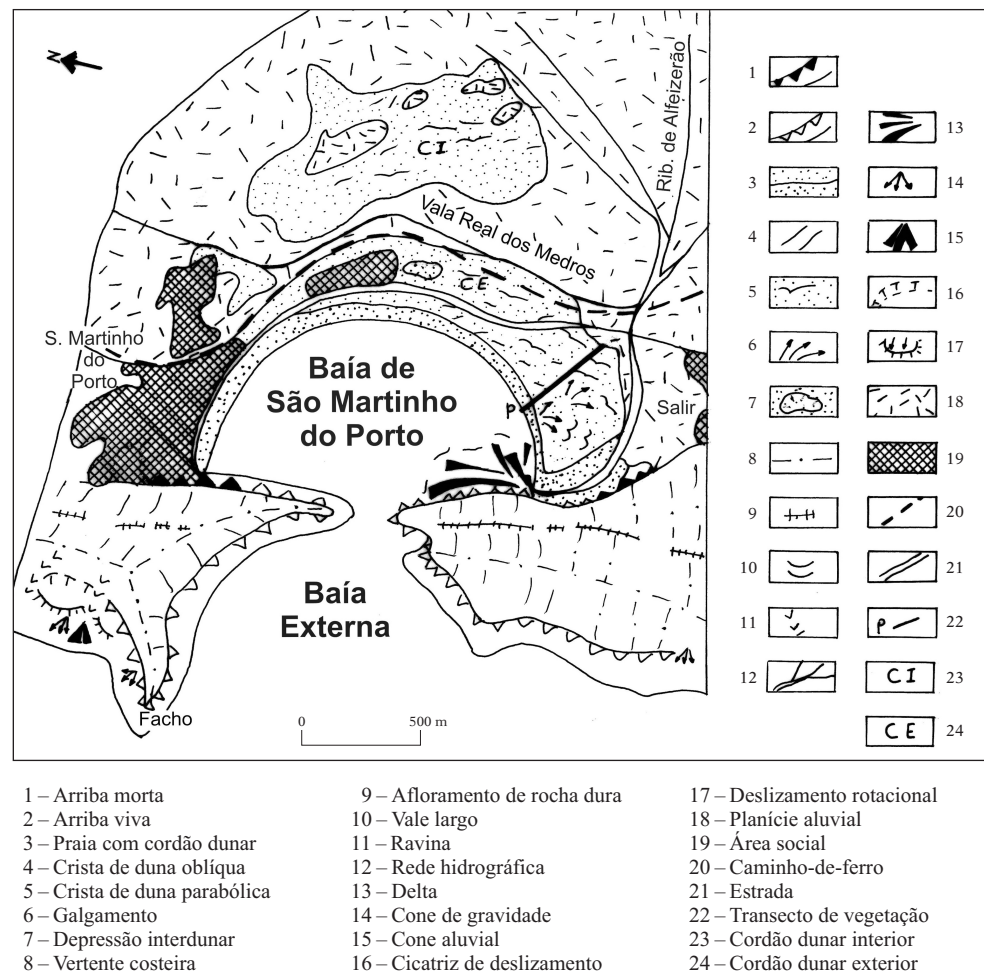 N
CI
Rib. de Alfeizerão
Vala Real dos Medros
CE
S. Martinho
do
Porto
Baía de
São Martinho
do Porto
P
Salir
Baía
Externa
Facho
0 500 m
1
2
3
4
5
6
7
8
9
10
11
12
13
14
15
16
17
18
19
20
21
P 22
CI 23
CE 24
1 – Arriba morta
2 – Arriba viva
3 – Praia com cordão dunar
4 – Crista de duna oblíqua
5 – Crista de duna parabólica
6 – Galgamento
7 – Depressão interdunar
8 – Vertente costeira
9 – Afloramento de rocha dura
10 – Vale largo
11 – Ravina
12 – Rede hidrográfica
13 – Delta
14 – Cone de gravidade
15 – Cone aluvial
16 – Cicatriz de deslizamento
17 – Deslizamento rotacional
18 – Planície aluvial
19 – Área social
20 – Caminho-de-ferro
21 – Estrada
22 – Transecto de vegetação
23 – Cordão dunar interior
24 – Cordão dunar exterior